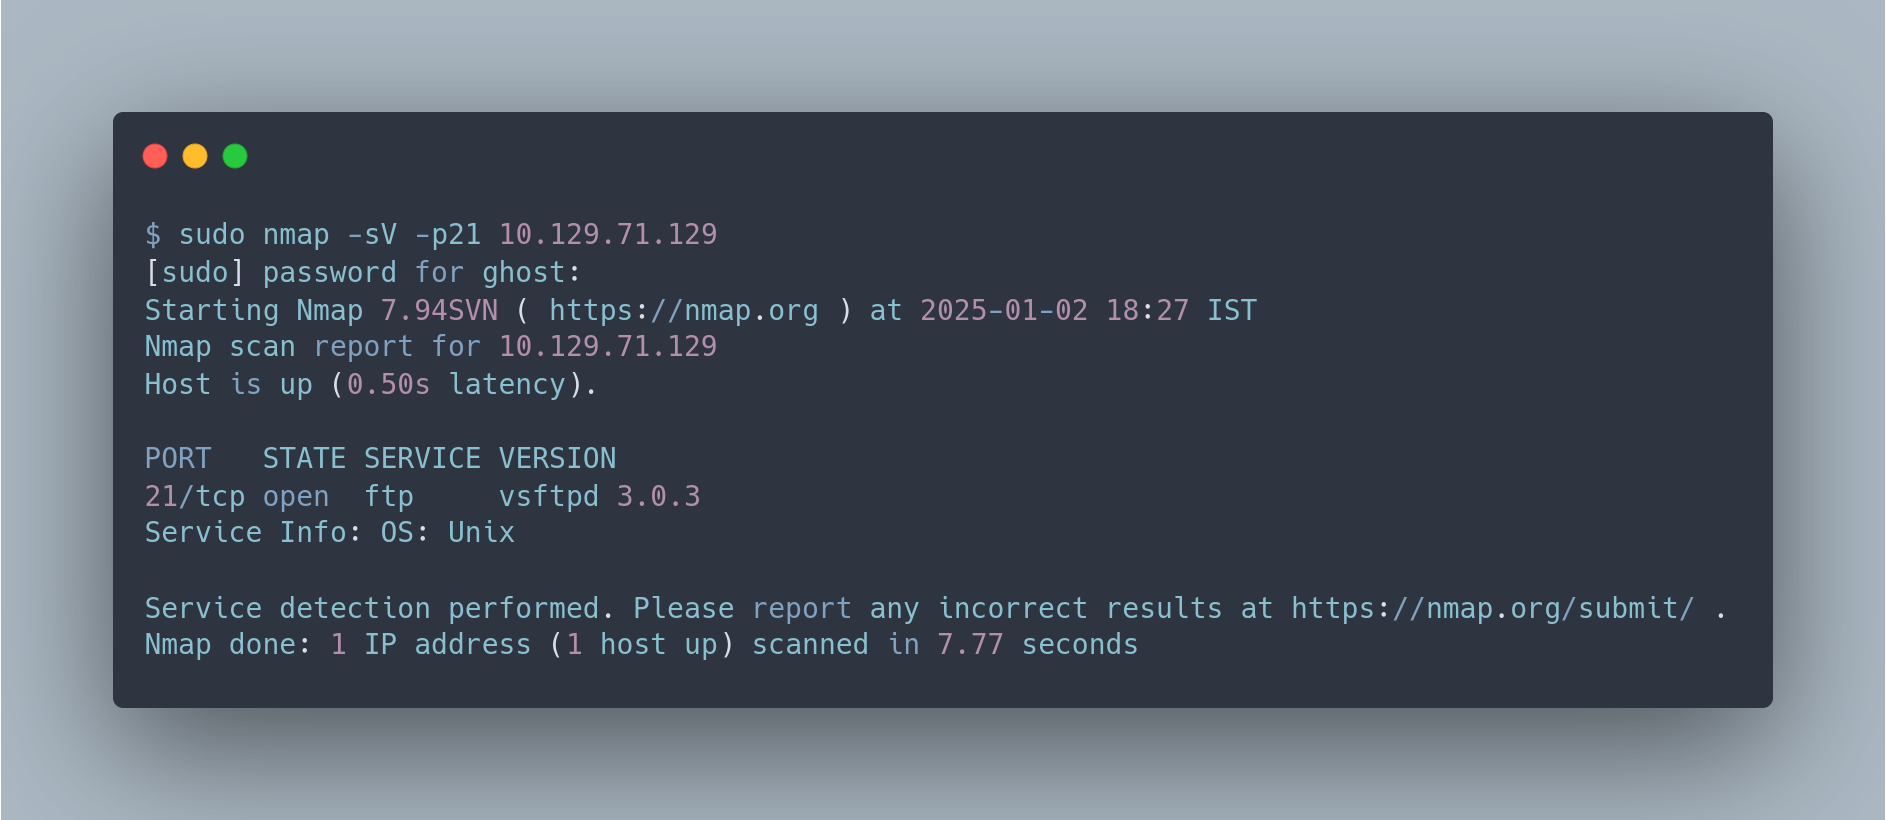 $ sudo nmap -sV -p21 10.129.71.129
[sudo] password for ghost:
Starting Nmap 7.94SVN ( https://nmap.org ) at 2025-01-02 18:27 IST
Nmap scan report for 10.129.71.129
Host is up (0.50s latency).

PORT   STATE SERVICE VERSION
21/tcp open  ftp     vsftpd 3.0.3
Service Info: OS: Unix

Service detection performed. Please report any incorrect results at https://nmap.org/submit/ .
Nmap done: 1 IP address (1 host up) scanned in 7.77 seconds